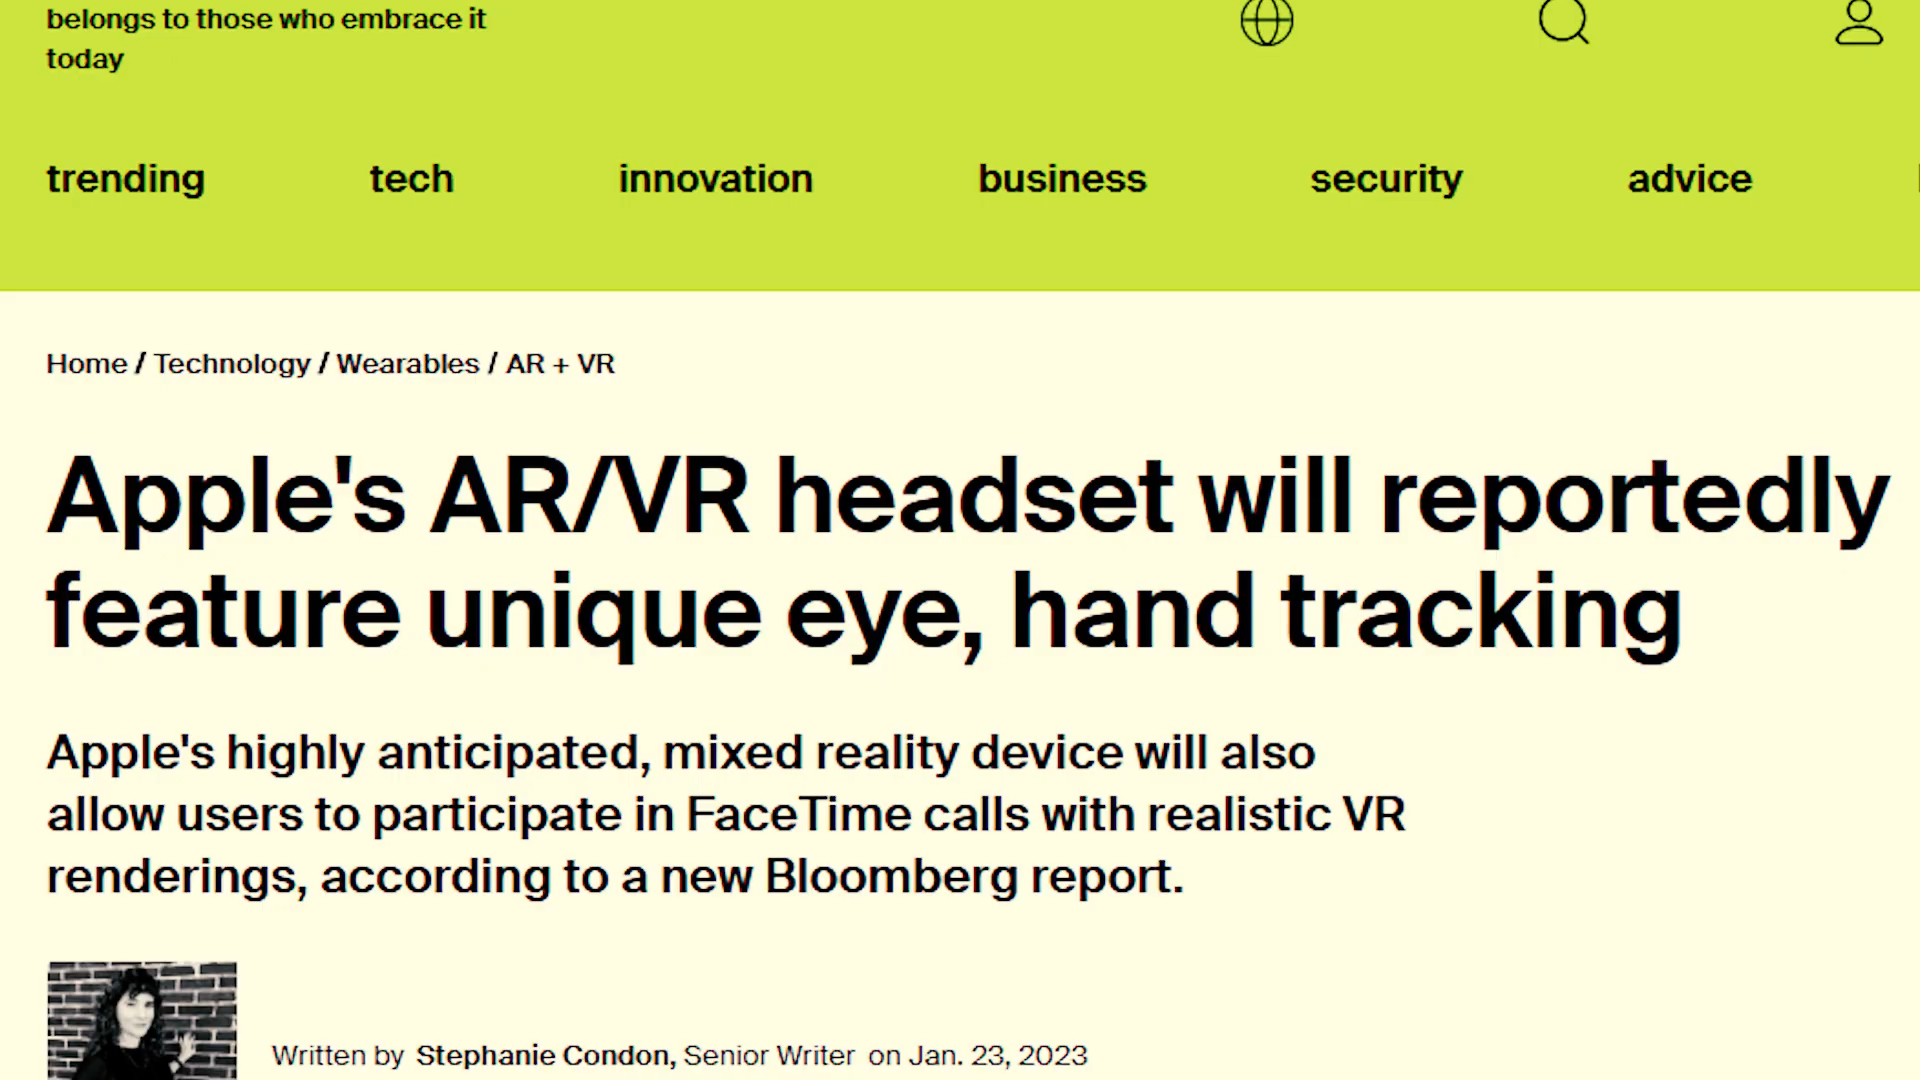 belongs to those who embrace it
today
trending tech innovation business security advice
Home / Technology / Wearables / AR + VR
Apple's AR/VR headset will reportedly
feature unique eye, hand tracking
Apple's highly anticipated, mixed reality device will also
allow users to participate in FaceTime calls with realistic VR
renderings, according to a new Bloomberg report.
Written by Stephanie Condon, Senior Writer on Jan. 23, 2023